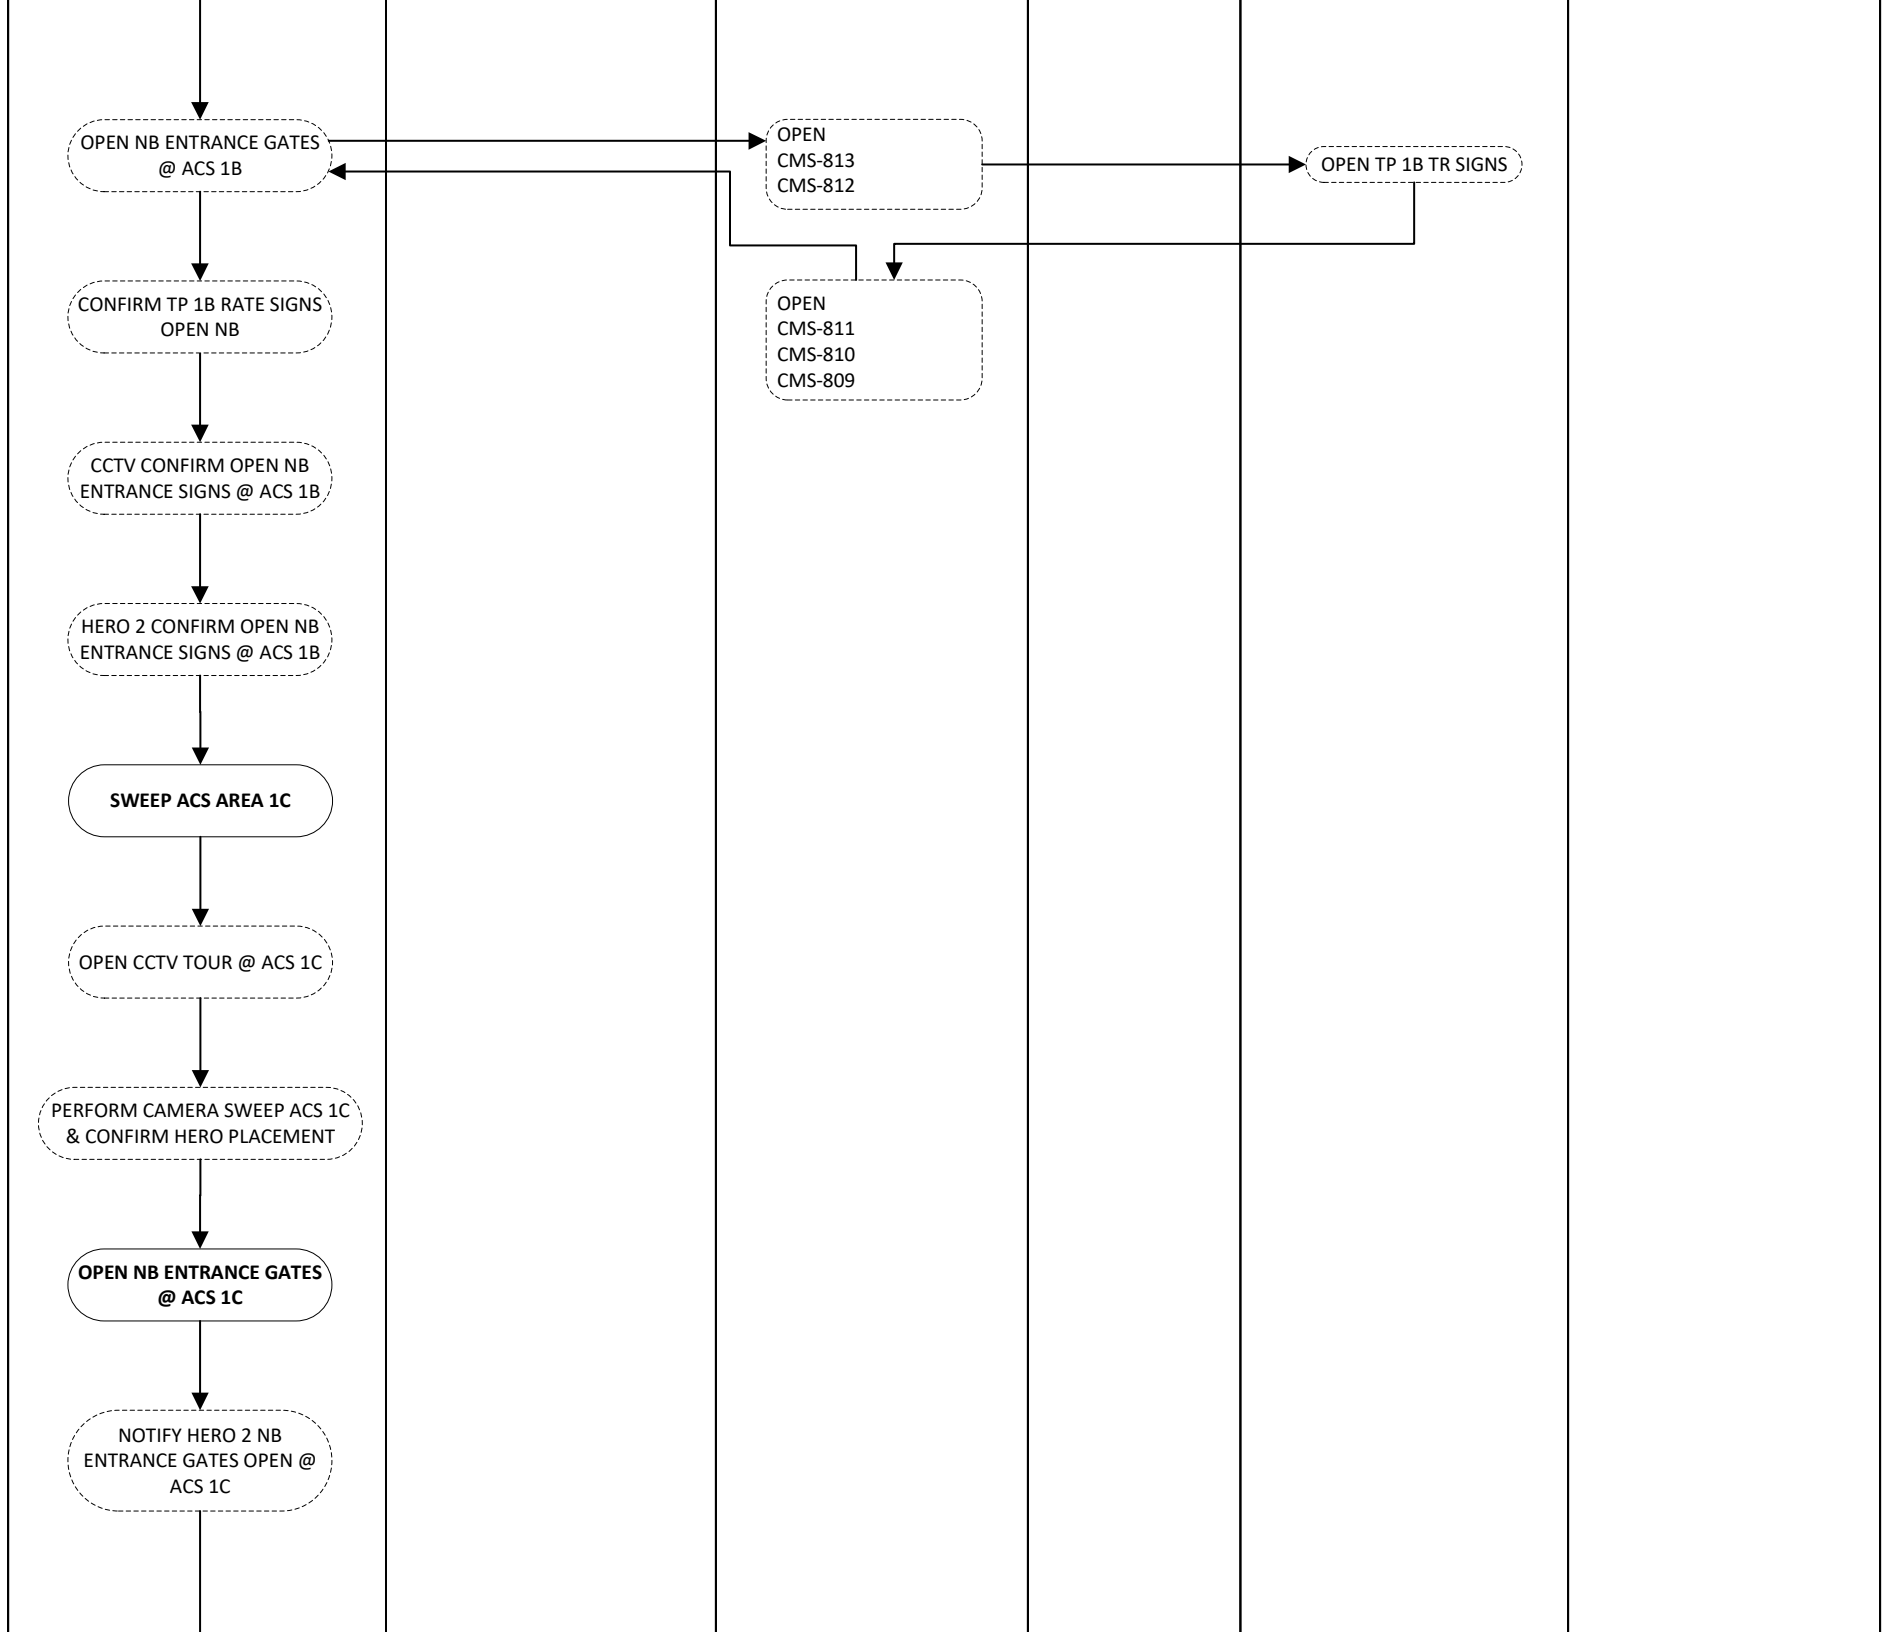 OPEN NB ENTRANCE GATES
@ ACS 1B
OPEN
CMS-813
CMS-812
OPEN TP 1B TR SIGNS
CONFIRM TP 1B RATE SIGNS
OPEN NB
OPEN
CMS-811
CMS-810
CMS-809
CCTV CONFIRM OPEN NB
ENTRANCE SIGNS @ ACS 1B
HERO 2 CONFIRM OPEN NB
ENTRANCE SIGNS @ ACS 1B
SWEEP ACS AREA 1C
OPEN CCTV TOUR @ ACS 1C
PERFORM CAMERA SWEEP ACS 1C
& CONFIRM HERO PLACEMENT
OPEN NB ENTRANCE GATES
@ ACS 1C
NOTIFY HERO 2 NB
ENTRANCE GATES OPEN @
ACS 1C